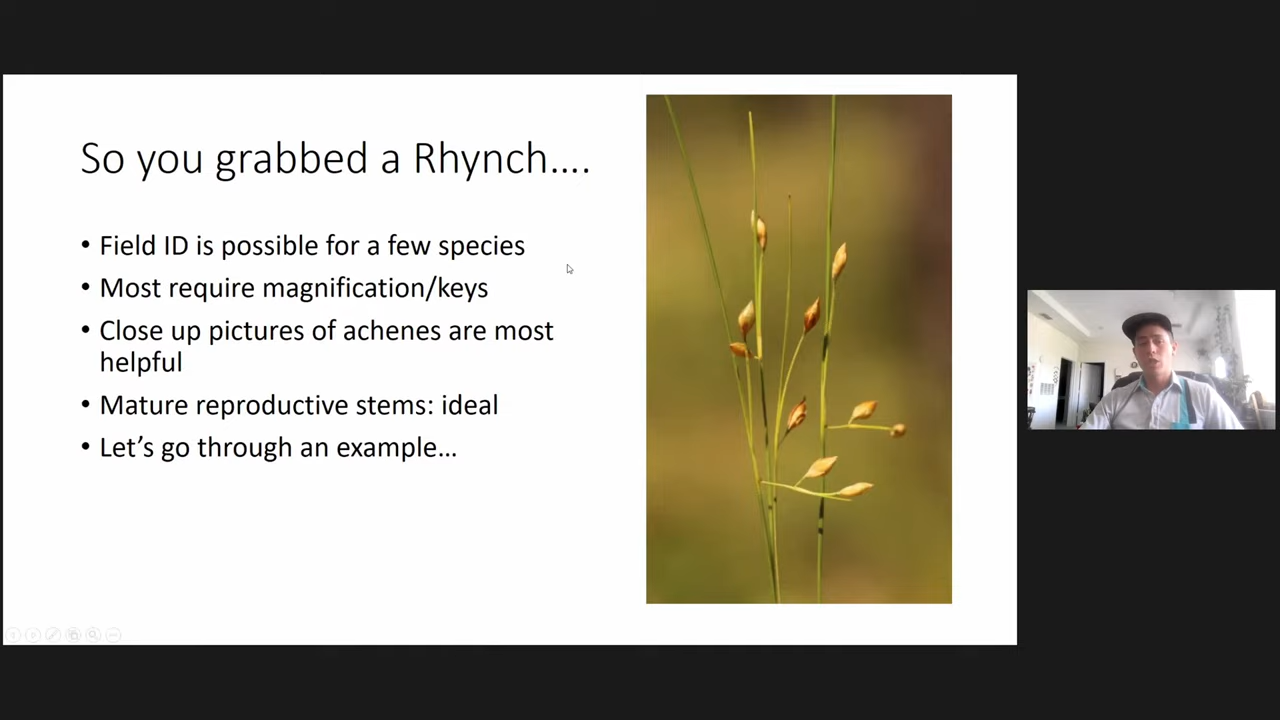 So you grabbed a Rhynch....
• Field ID is possible for a few species
• Most require magnification/keys
• Close up pictures of achenes are most
helpful
• Mature reproductive stems: ideal
• Let’s go through an example…